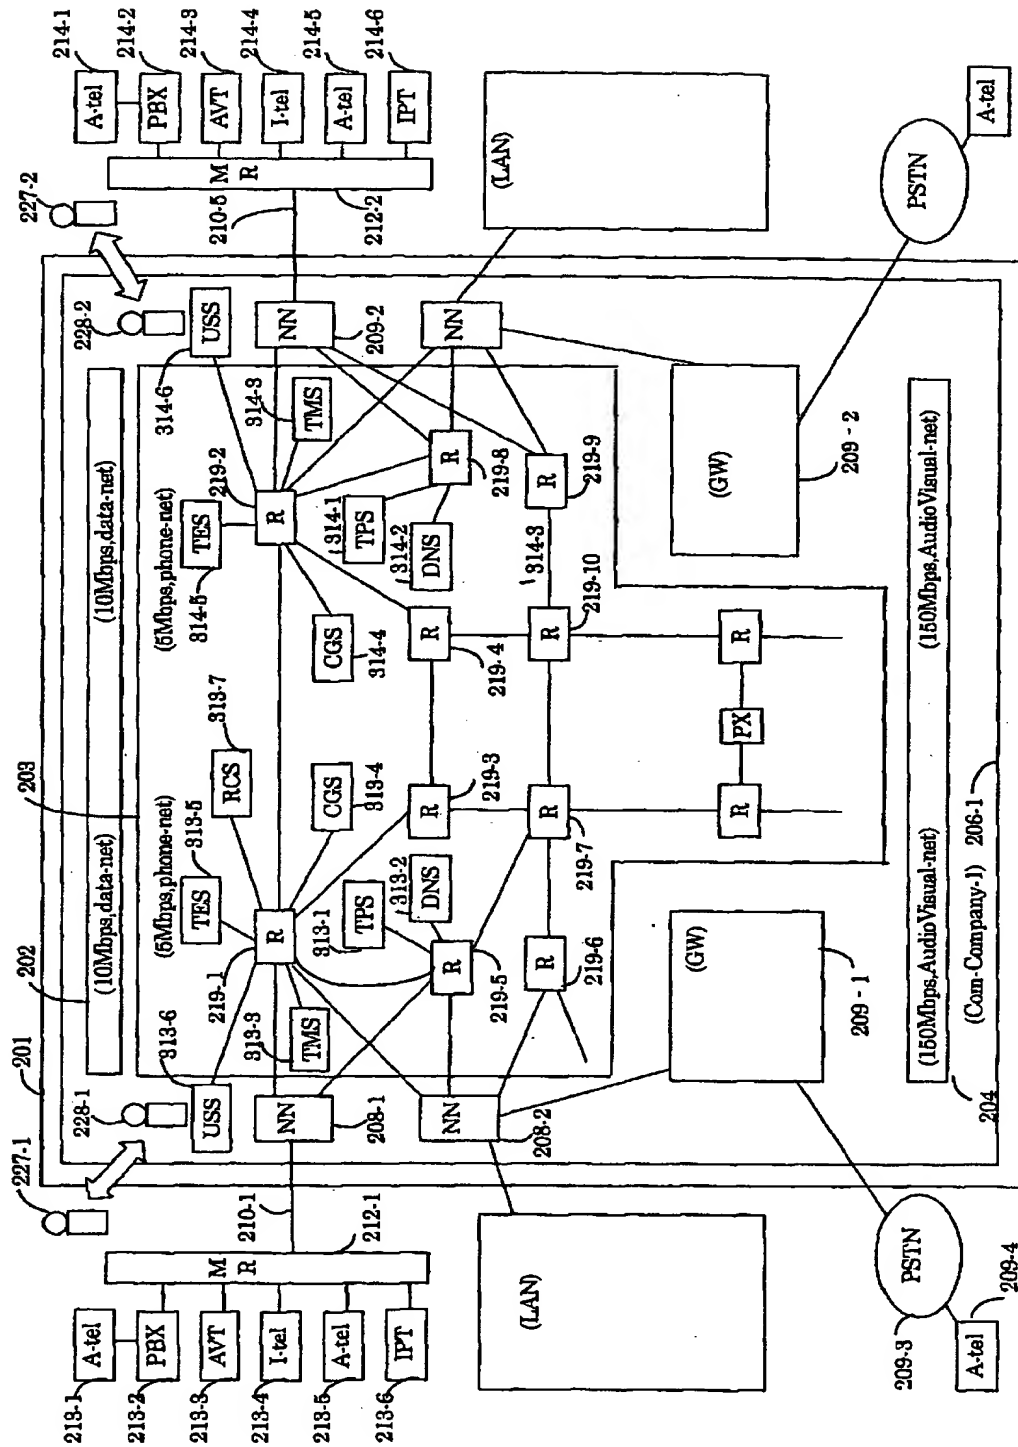 201
202
203
(10Mbps,data-net)
(10Mbps,data-net)
(5Mbps,phone-net)
(5Mbps,phone-net)
227-1
228-1
228-2
227-2
313-6
USS
219-1
TES
313-5
RCS
313-7
314-5
TES
219-2
314-6
USS
R
R
313-3
TMS
313-1
TPS
CGS
313-4
CGS
314-4
314-3
TMS
314-1
TPS
314-2
DNS
313-2
DNS
NN
208-1
NN
208-2
NN
209-2
NN
R
219-5
R
219-3
R
219-4
R
219-8
R
219-6
R
219-7
R
219-10
314-3
R
219-9
R
PX
R
(GW)
209 - 1
(GW)
209 - 2
(150Mbps,AudioVisual-net)
(150Mbps,AudioVisual-net)
204
(Com-Company-1)
206-1
213-1
A-tel
213-2
PBX
213-3
AVT
213-4
I-tel
213-5
A-tel
213-6
IPT
M
R
210-1
212-1
(LAN)
PSTN
209-3
A-tel
209-4
A-tel
214-1
PBX
214-2
AVT
214-3
I-tel
214-4
A-tel
214-5
IPT
214-6
M
R
210-5
212-2
(LAN)
PSTN
A-tel